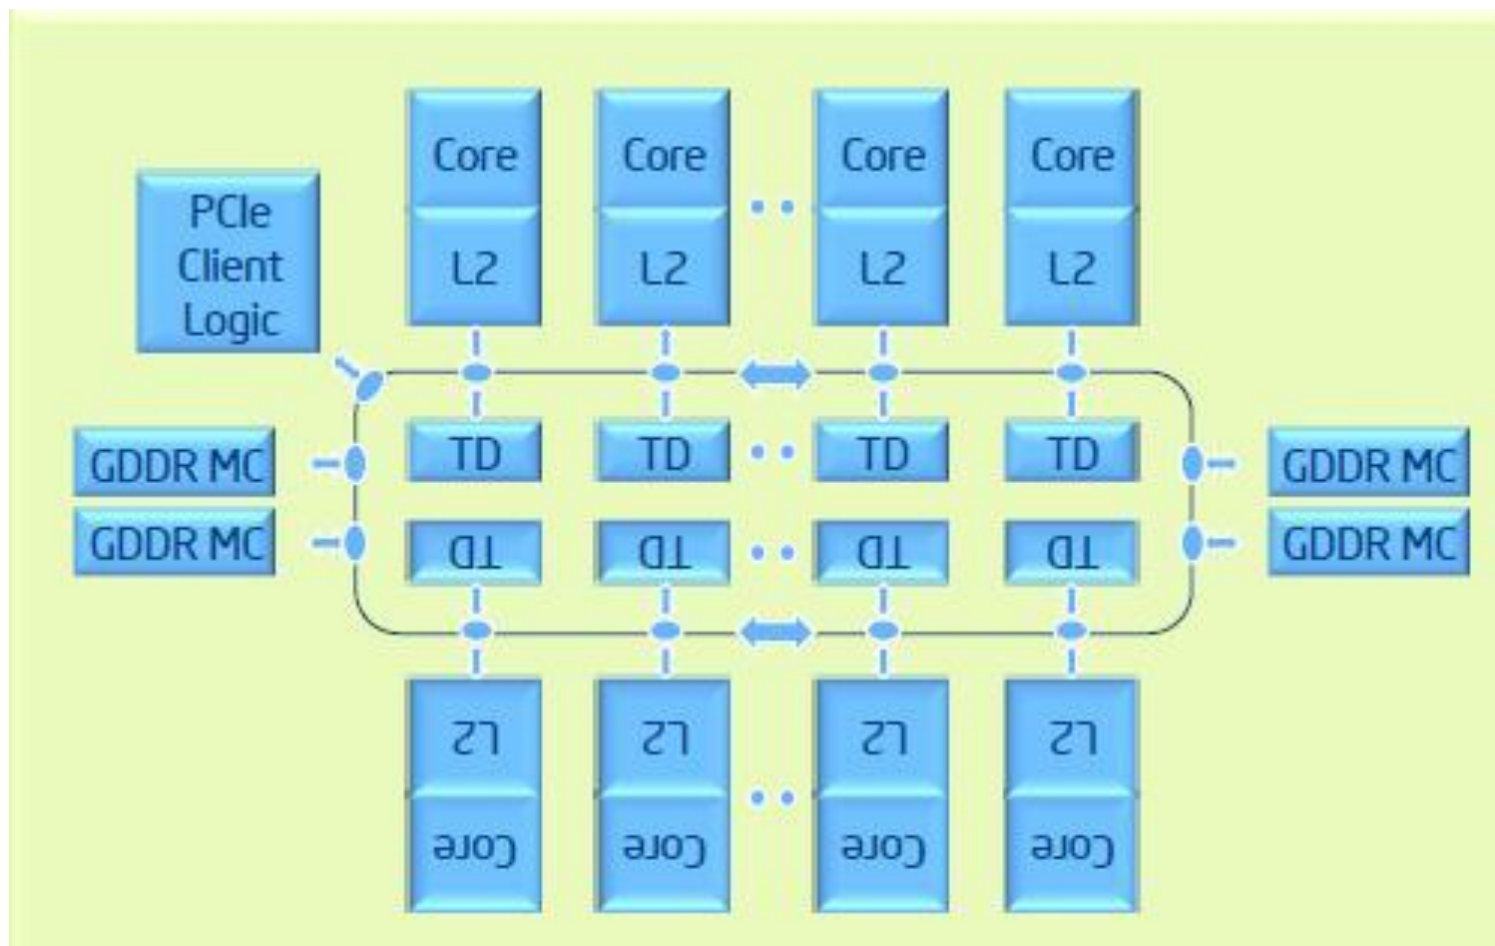 Core Core Core Core
PCIe
Client
Logic
L2 L2 L2 L2
GDDR MC TD TD TD TD GDDR MC
GDDR MC TD TD TD TD GDDR MC
L2 L2 L2 L2
Core Core Core Core